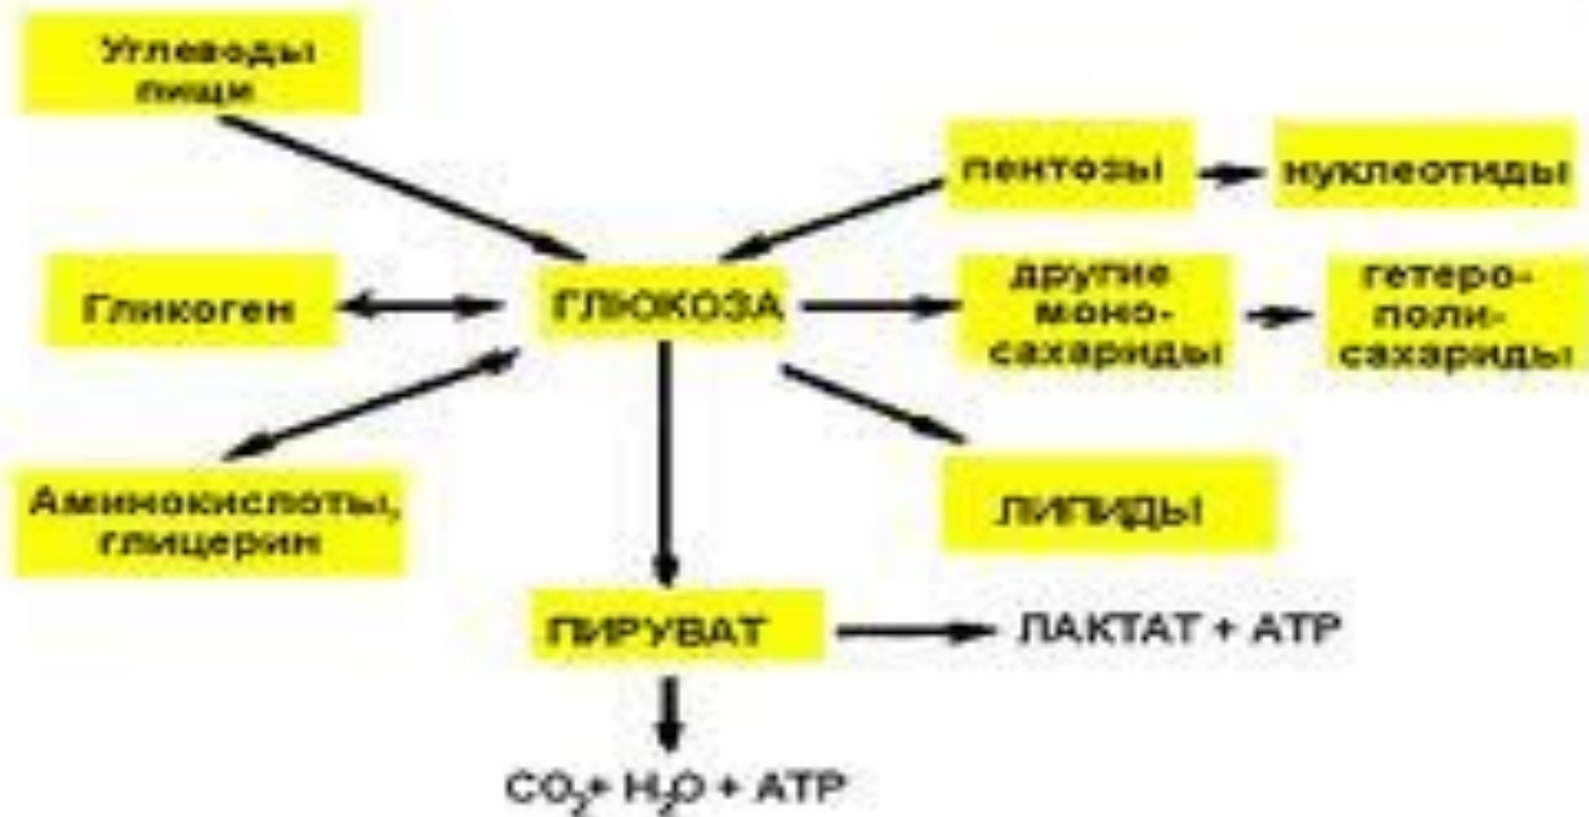 Углеводы
пищи
пентозы
нуклеотиды
Гликоген
ГЛЮКОЗА
другие
моно-
сахариды
гетеро-
поли-
сахариды
Аминокислоты,
глицерин
ЛИПИДЫ
ПИРУВАТ
ЛАКТАТ + АТР
CO₂+ H₂O + АТР